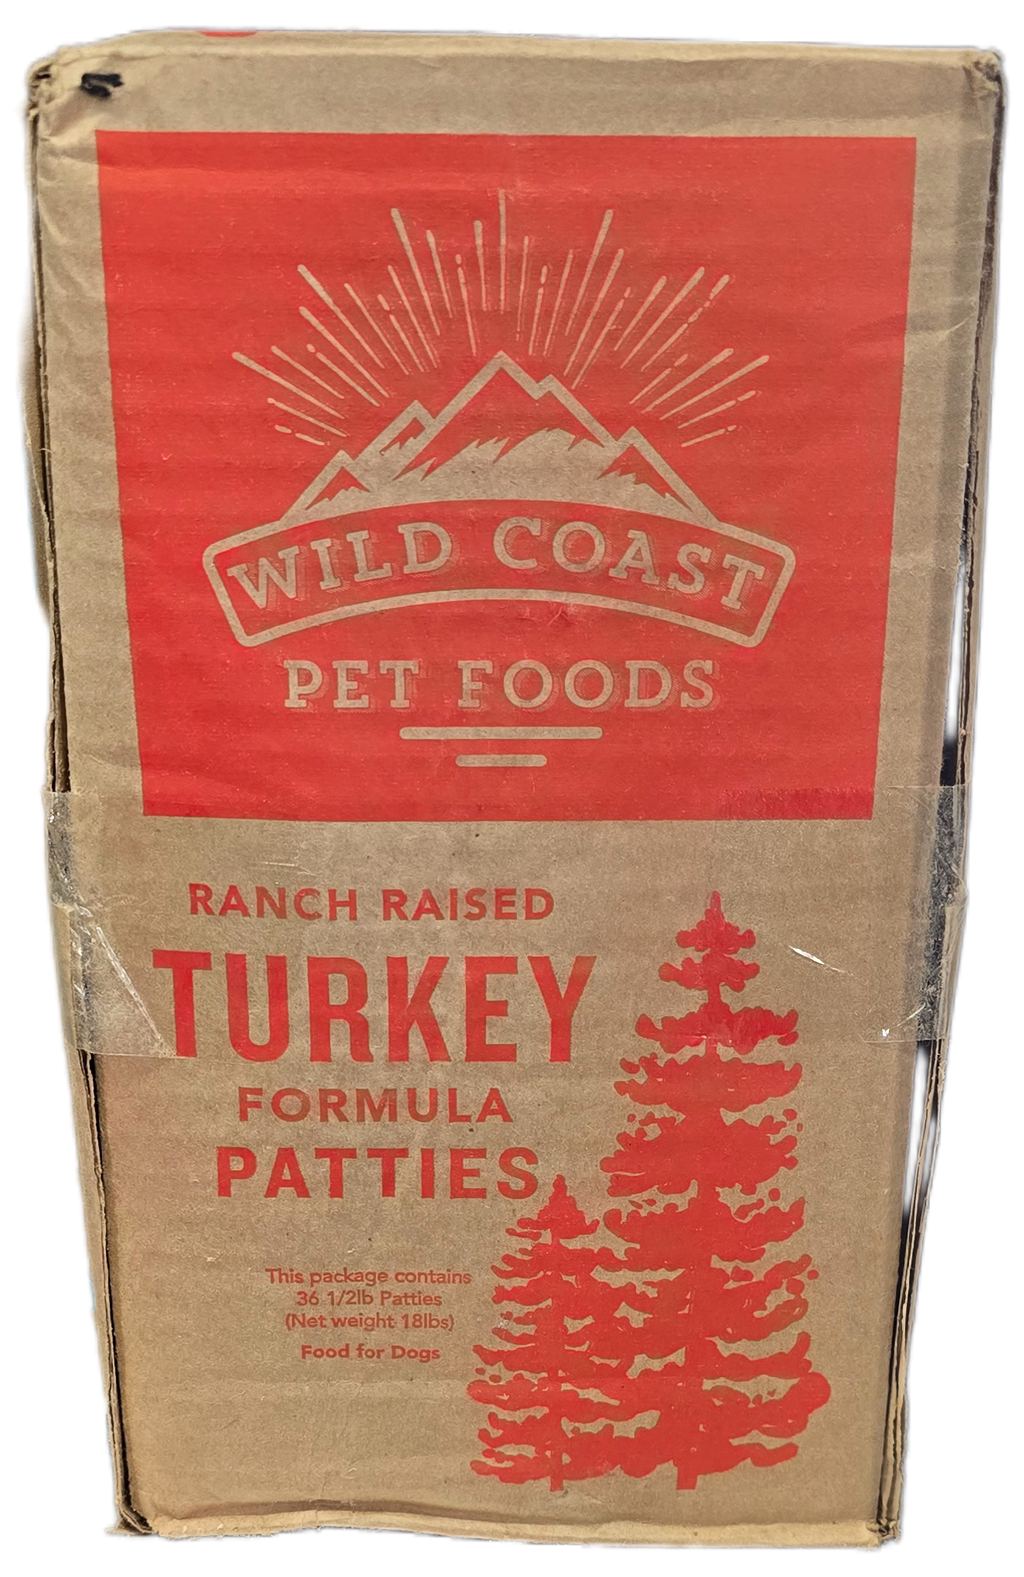 WILD COAST
PET FOODS
RANCH RAISED
TURKEY
FORMULA
PATTIES
This package contains
36 1/2lb Patties
(Net weight 18lbs)
Food for Dogs